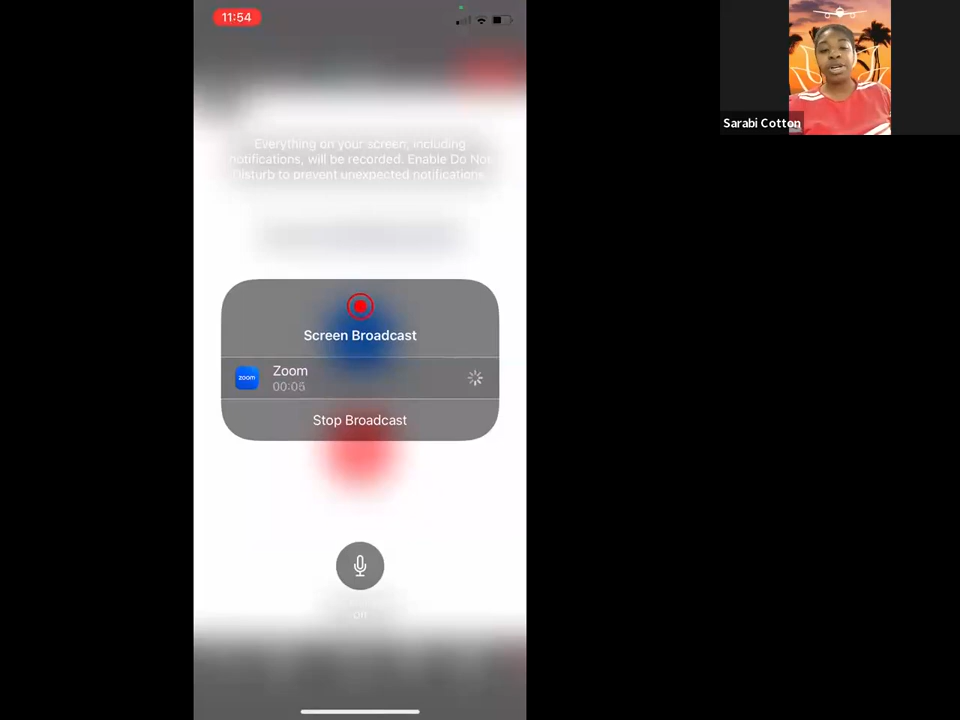 11:54
Everything on your screen, including
notifications, will be recorded. Enable Do Not
Disturb to prevent unexpected notifications.
Screen Broadcast
zoom
Zoom
00:05
Stop Broadcast
On
Sarabi Cotton